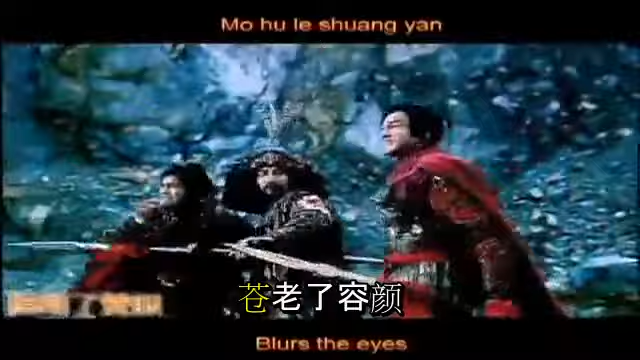 Mo hu le shuang yan
苍老了容颜
Blurs the eyes